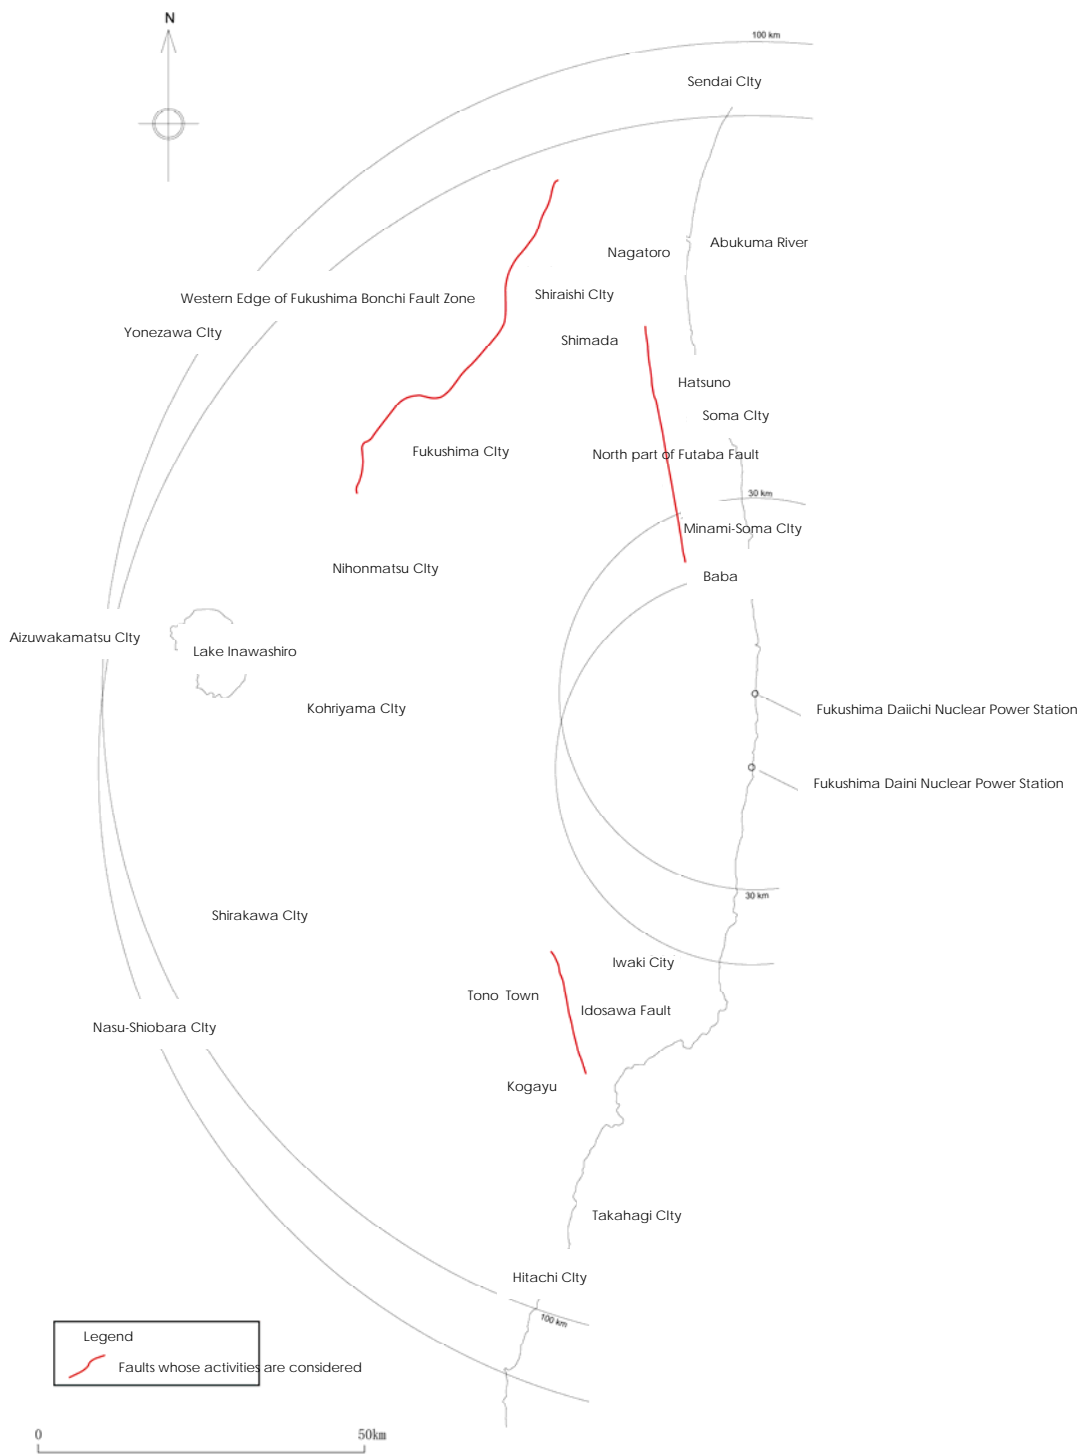 N
100 km
Sendai CIty
Abukuma River
Nagatoro
Shiraishi CIty
Western Edge of Fukushima Bonchi Fault Zone
Yonezawa CIty
Shimada
Hatsuno
Soma CIty
Fukushima CIty
North part of Futaba Fault
30 km
Minami-Soma CIty
Nihonmatsu CIty
Baba
Aizuwakamatsu CIty
Lake Inawashiro
Kohriyama CIty
Fukushima Daiichi Nuclear Power Station
Fukushima Daini Nuclear Power Station
30 km
Shirakawa CIty
Iwaki City
Tono Town
Idosawa Fault
Nasu-Shiobara CIty
Kogayu
Takahagi CIty
Hitachi CIty
100 km
Legend
Faults whose activities are considered
0 50km